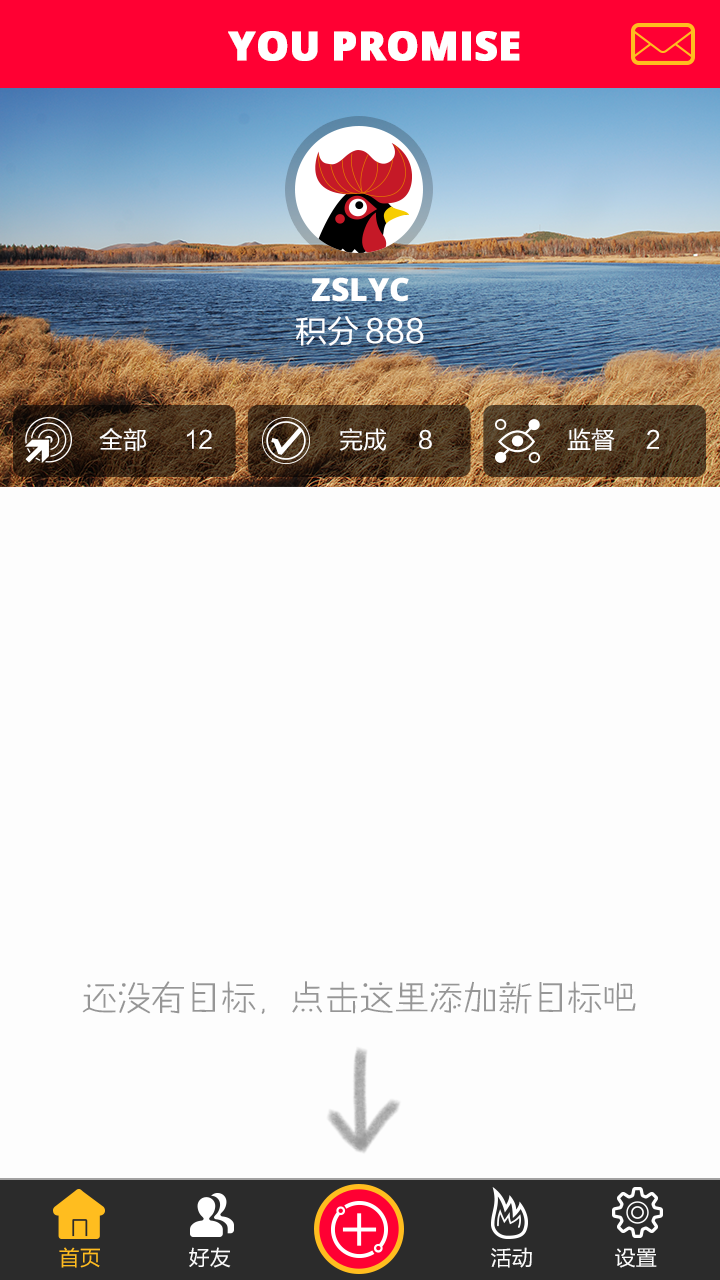 YOU PROMISE
ZSLYC
积分 888
全部 12
完成 8
监督 2
还没有目标，点击这里添加新目标吧
首页
好友
活动
设置